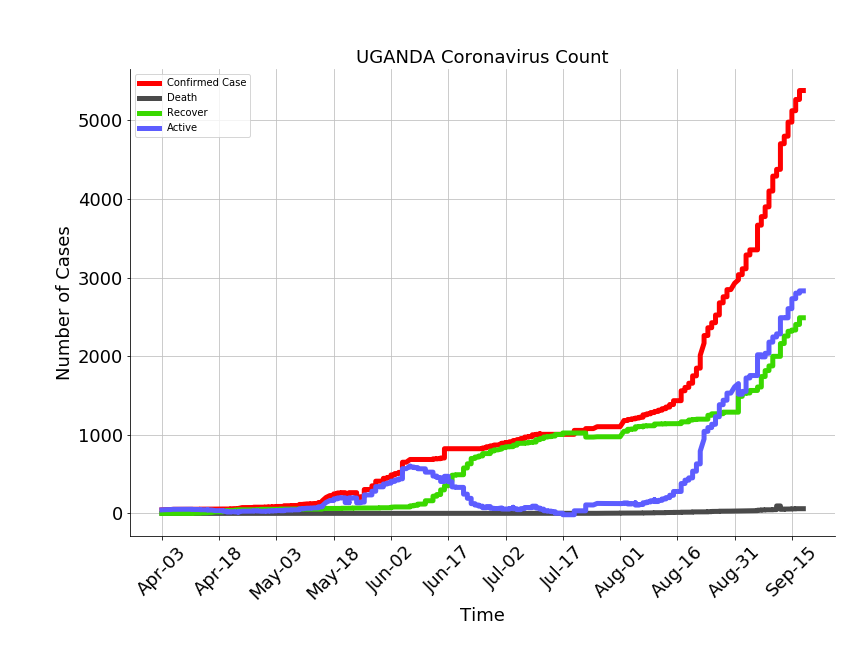 UGANDA Coronavirus Count
Confirmed Case
Death
Recover
Active
Number of Cases
5000
4000
3000
2000
1000
0
Apr-03
Apr-18
May-03
May-18
Jun-02
Jun-17
Jul-02
Jul-17
Aug-01
Aug-16
Aug-31
Sep-15
Time